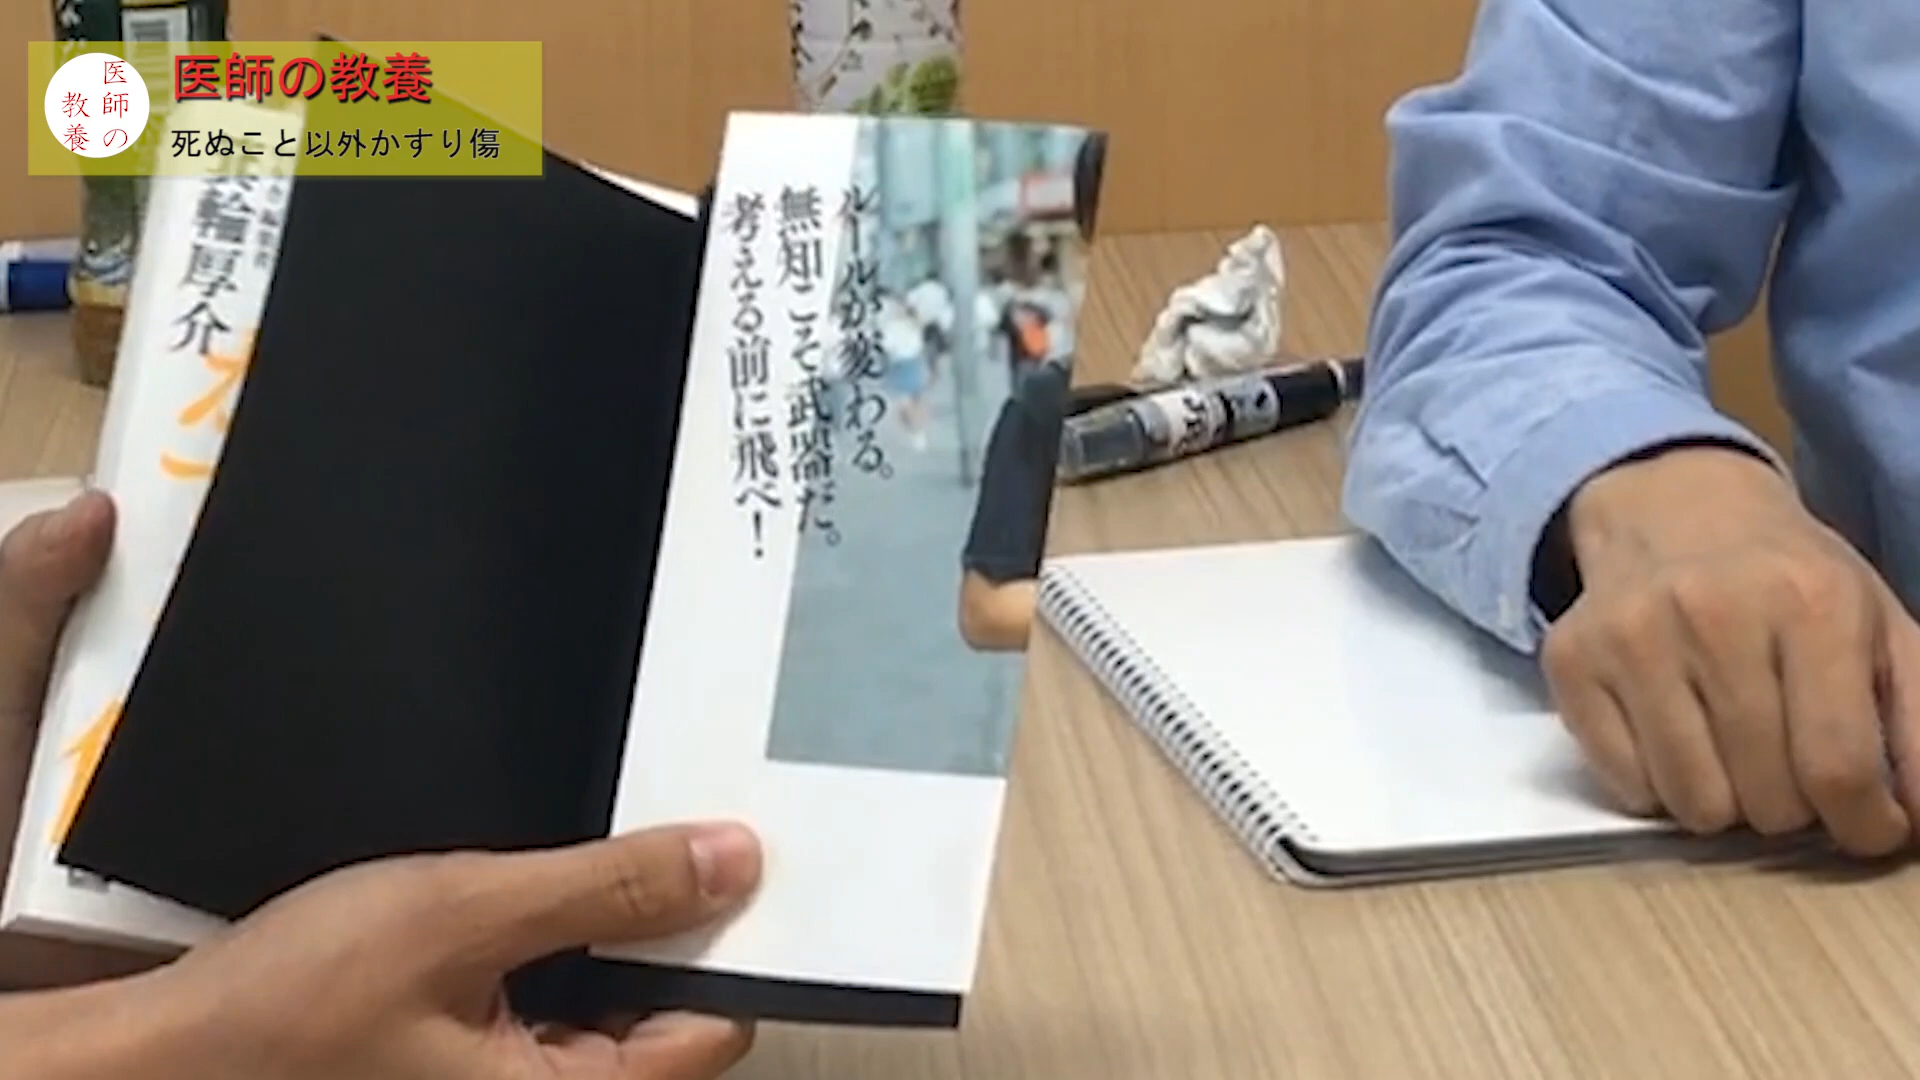 医師の
教養
医師の教養
死ぬこと以外かすり傷
箕輪厚介
ルールが変わる。
無知こそ武器だ。
考える前に飛べ！